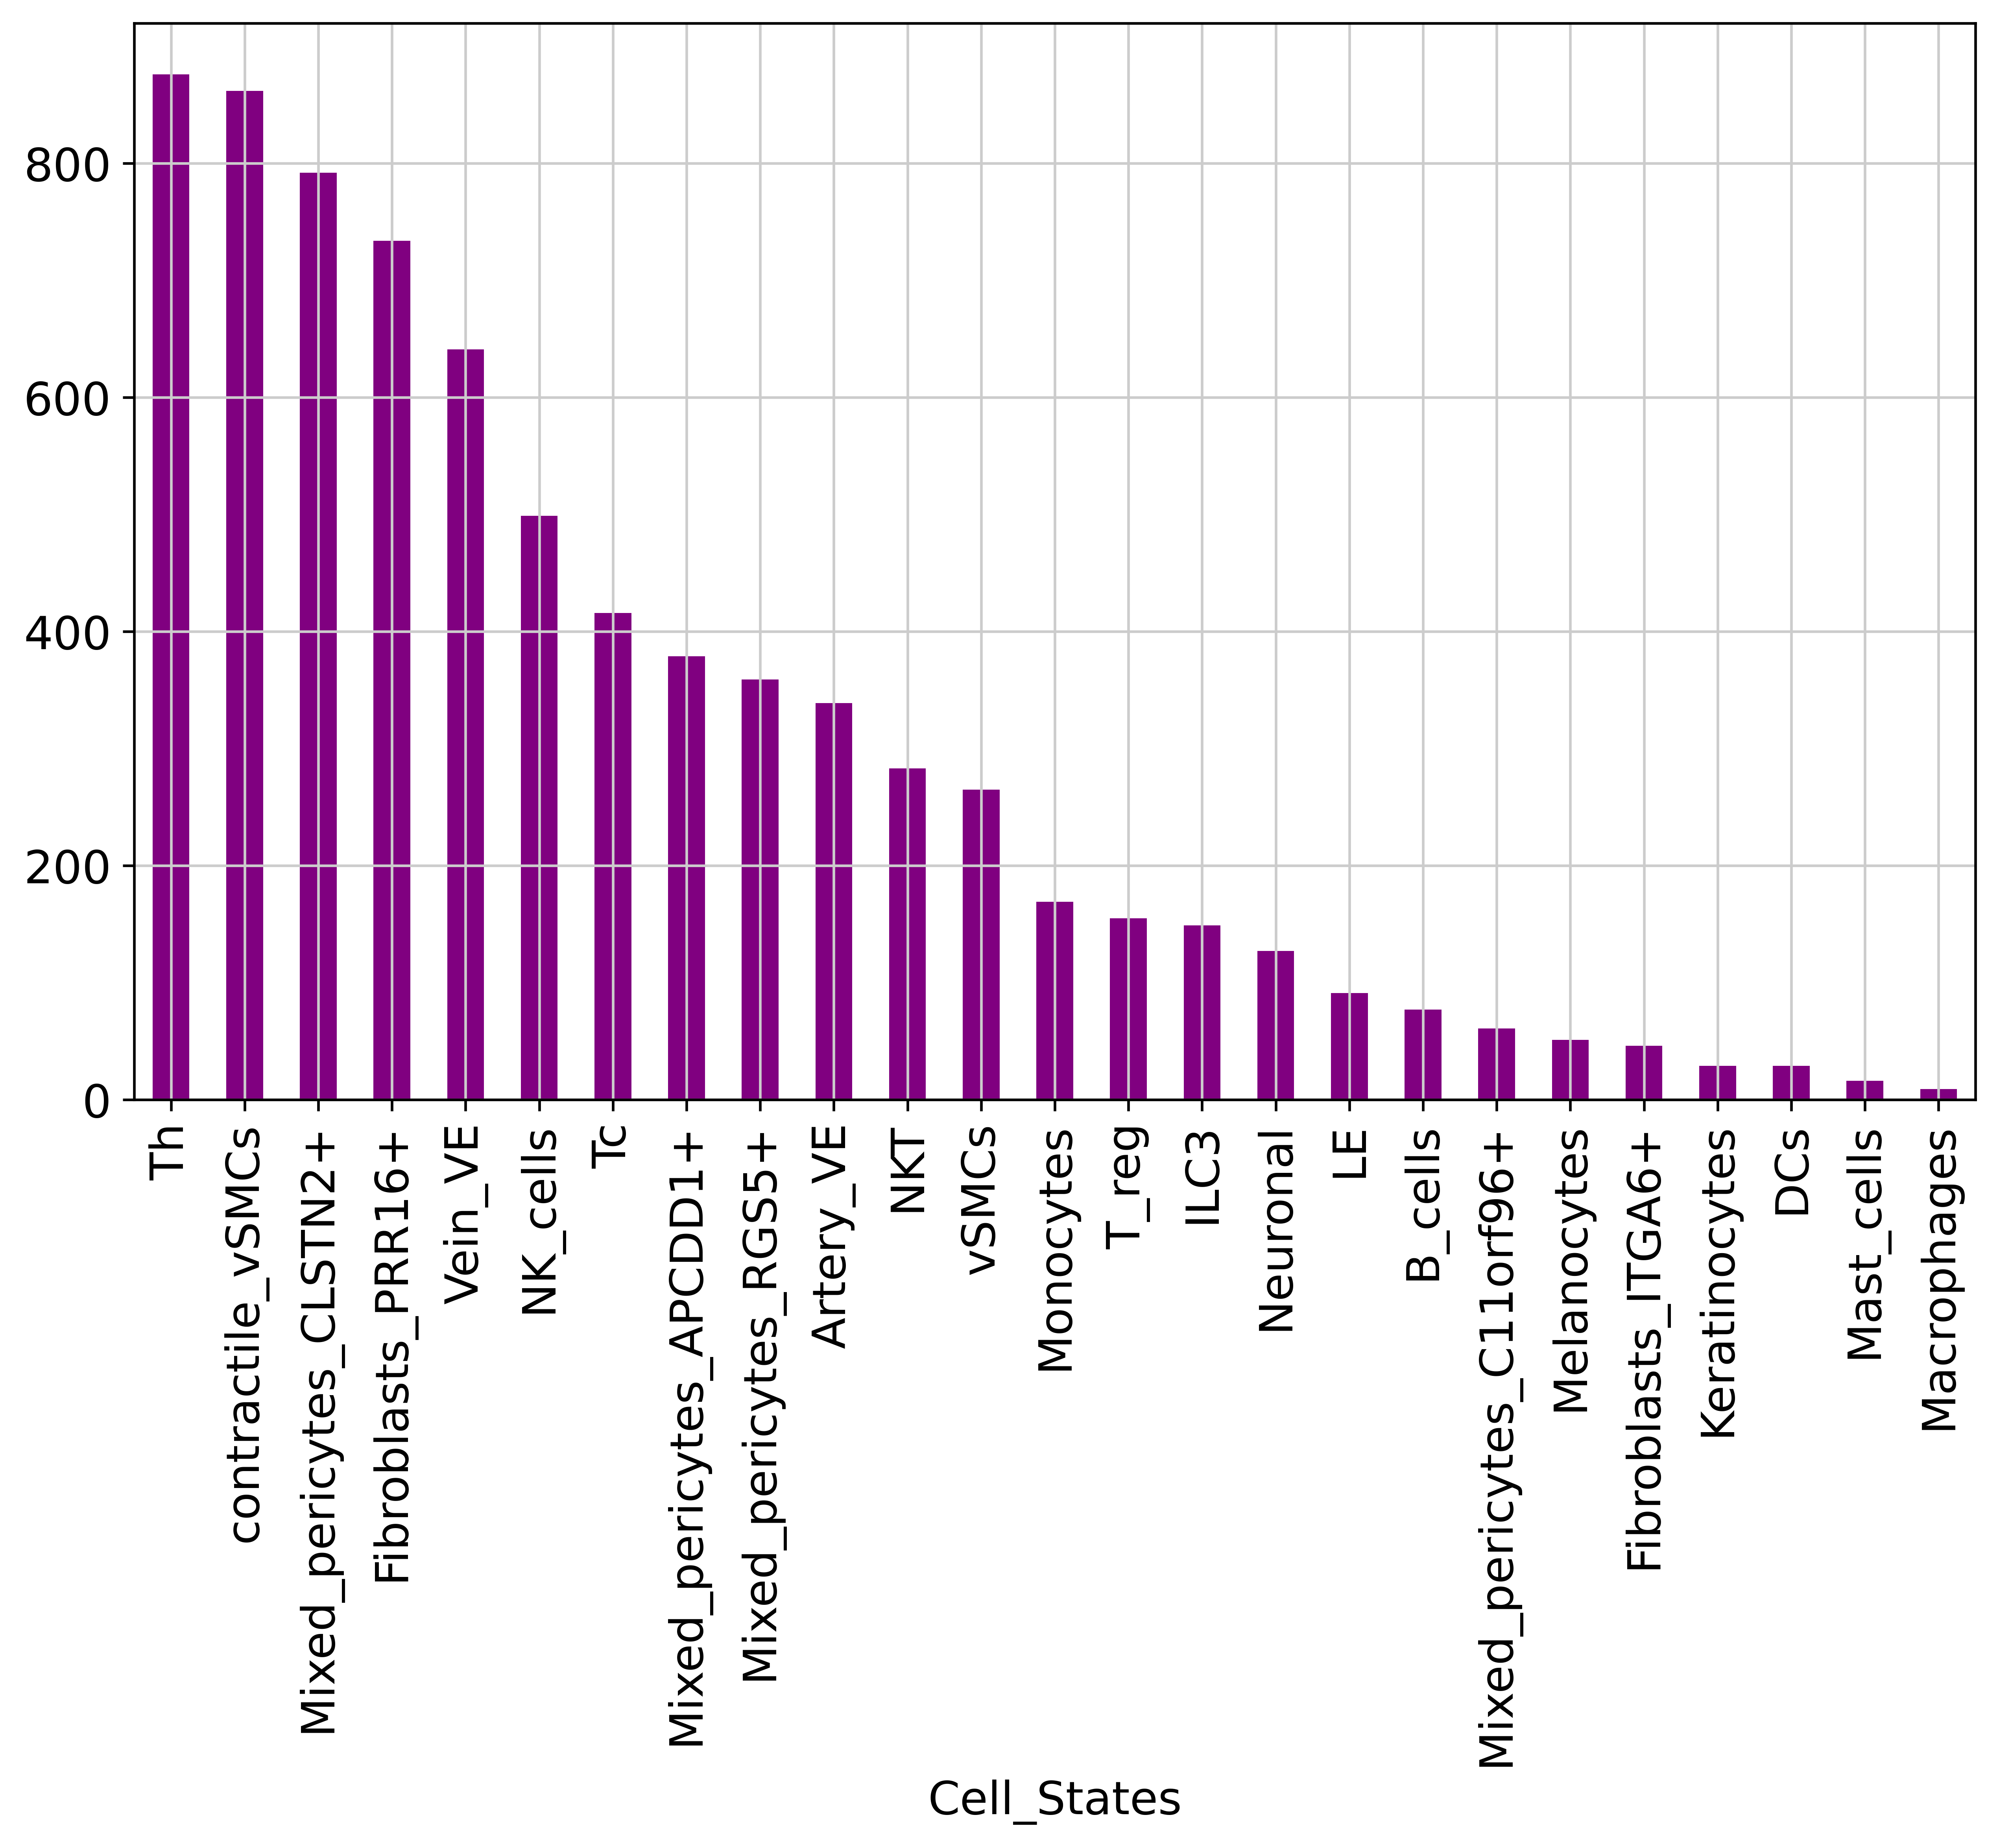 800
600
400
200
0
Th
contractile_vSMCs
Mixed_pericytes_CLSTN2+
Fibroblasts_PRR16+
Vein_VE
NK_cells
Tc
Mixed_pericytes_APCDD1+
Mixed_pericytes_RGS5+
Artery_VE
NKT
vSMCs
Monocytes
T_reg
ILC3
Neuronal
LE
B_cells
Mixed_pericytes_C11orf96+
Melanocytes
Fibroblasts_ITGA6+
Keratinocytes
DCs
Mast_cells
Macrophages
Cell_States